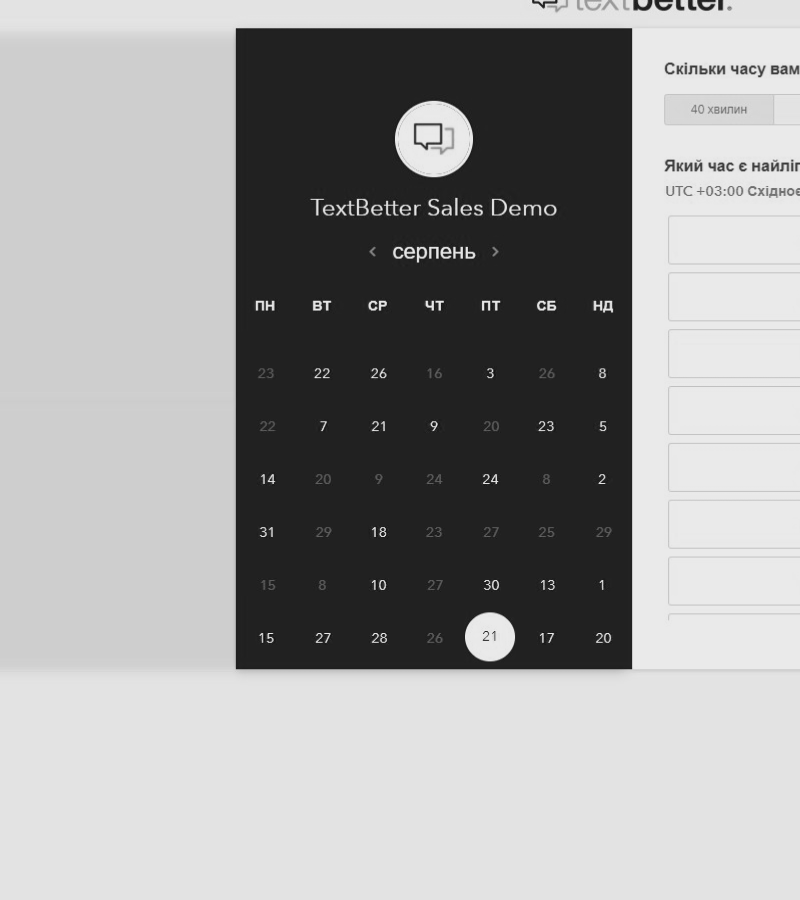 textbetter.
TextBetter Sales Demo
серпень
ПН ВТ СР ЧТ ПТ СБ НД
23 22 26 16 3 26 8
22 7 21 9 20 23 5
14 20 9 24 24 8 2
31 29 18 23 27 25 29
15 8 10 27 30 13 1
15 27 28 26 21 17 20
Скільки часу вам
40 хвилин
Який час є
UTC +03:00